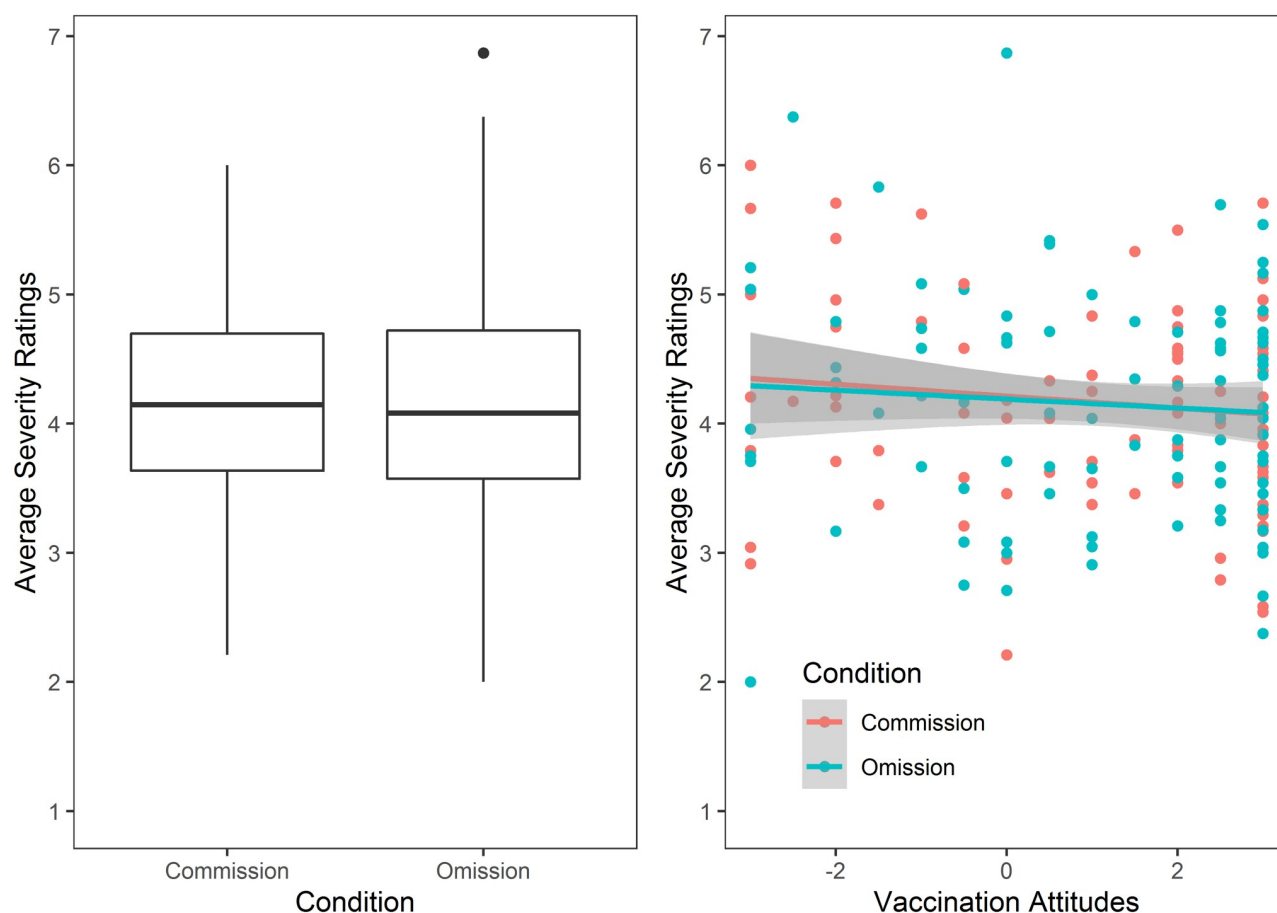 7
6
5
4
3
2
1
Average Severity Ratings
Commission
Omission
Condition
7
6
5
4
3
2
1
Average Severity Ratings
Condition
Commission
Omission
-2
0
2
Vaccination Attitudes